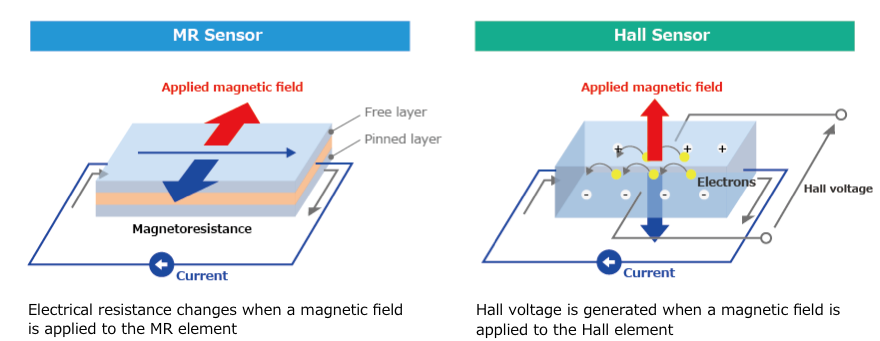 MR Sensor
Applied magnetic field
Free layer
Pinned layer
Magnetoresistance
Current
Electrical resistance changes when a magnetic field
is applied to the MR element
Hall Sensor
Applied magnetic field
+ + +
Electrons
Hall voltage
- - - -
Current
Hall voltage is generated when a magnetic field is
applied to the Hall element